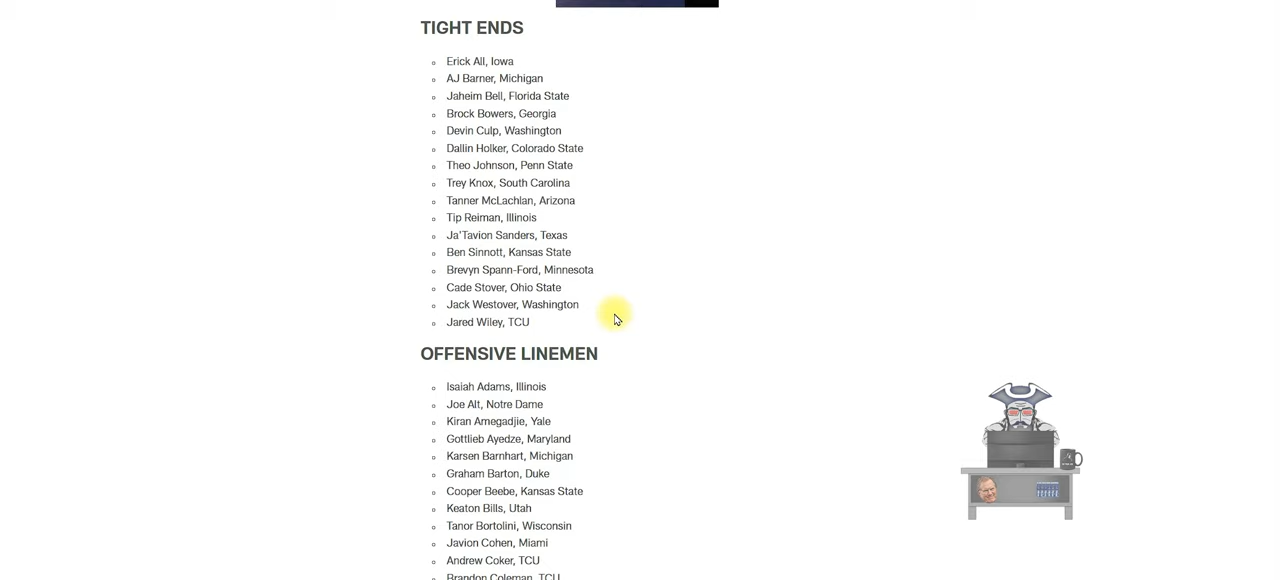 TIGHT ENDS
Erick All, Iowa
AJ Barner, Michigan
Jaheim Bell, Florida State
Brock Bowers, Georgia
Devin Culp, Washington
Dallin Holker, Colorado State
Theo Johnson, Penn State
Trey Knox, South Carolina
Tanner McLachlan, Arizona
Tip Reiman, Illinois
Ja'Tavion Sanders, Texas
Ben Sinnott, Kansas State
Brevyn Spann-Ford, Minnesota
Cade Stover, Ohio State
Jack Westover, Washington
Jared Wiley, TCU
OFFENSIVE LINEMEN
Isaiah Adams, Illinois
Joe Alt, Notre Dame
Kiran Amegadjie, Yale
Gottlieb Ayedze, Maryland
Karsen Barnhart, Michigan
Graham Barton, Duke
Cooper Beebe, Kansas State
Keaton Bills, Utah
Tanor Bortolini, Wisconsin
Javion Cohen, Miami
Andrew Coker, TCU
Brandon Coleman, TCU